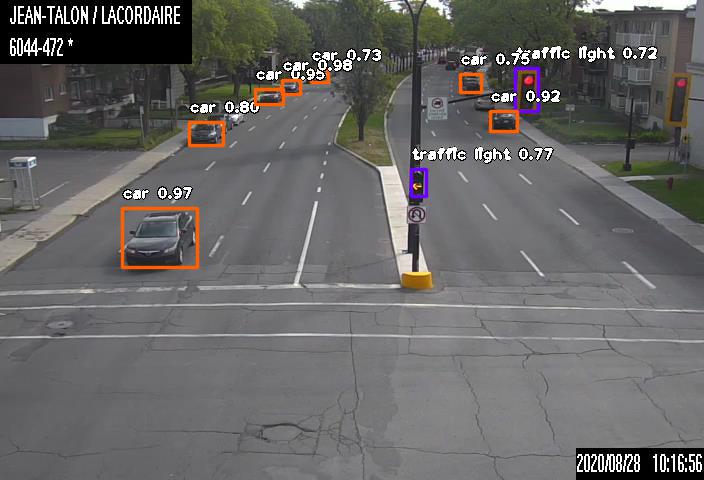 JEAN-TALON / LACORDAIRE
6044-472 *
car 0.73
car 0.98
car 0.95
car 0.80
car 0.75
traffic light 0.72
car 0.92
traffic light 0.77
car 0.97
2020/08/28 10:16:56